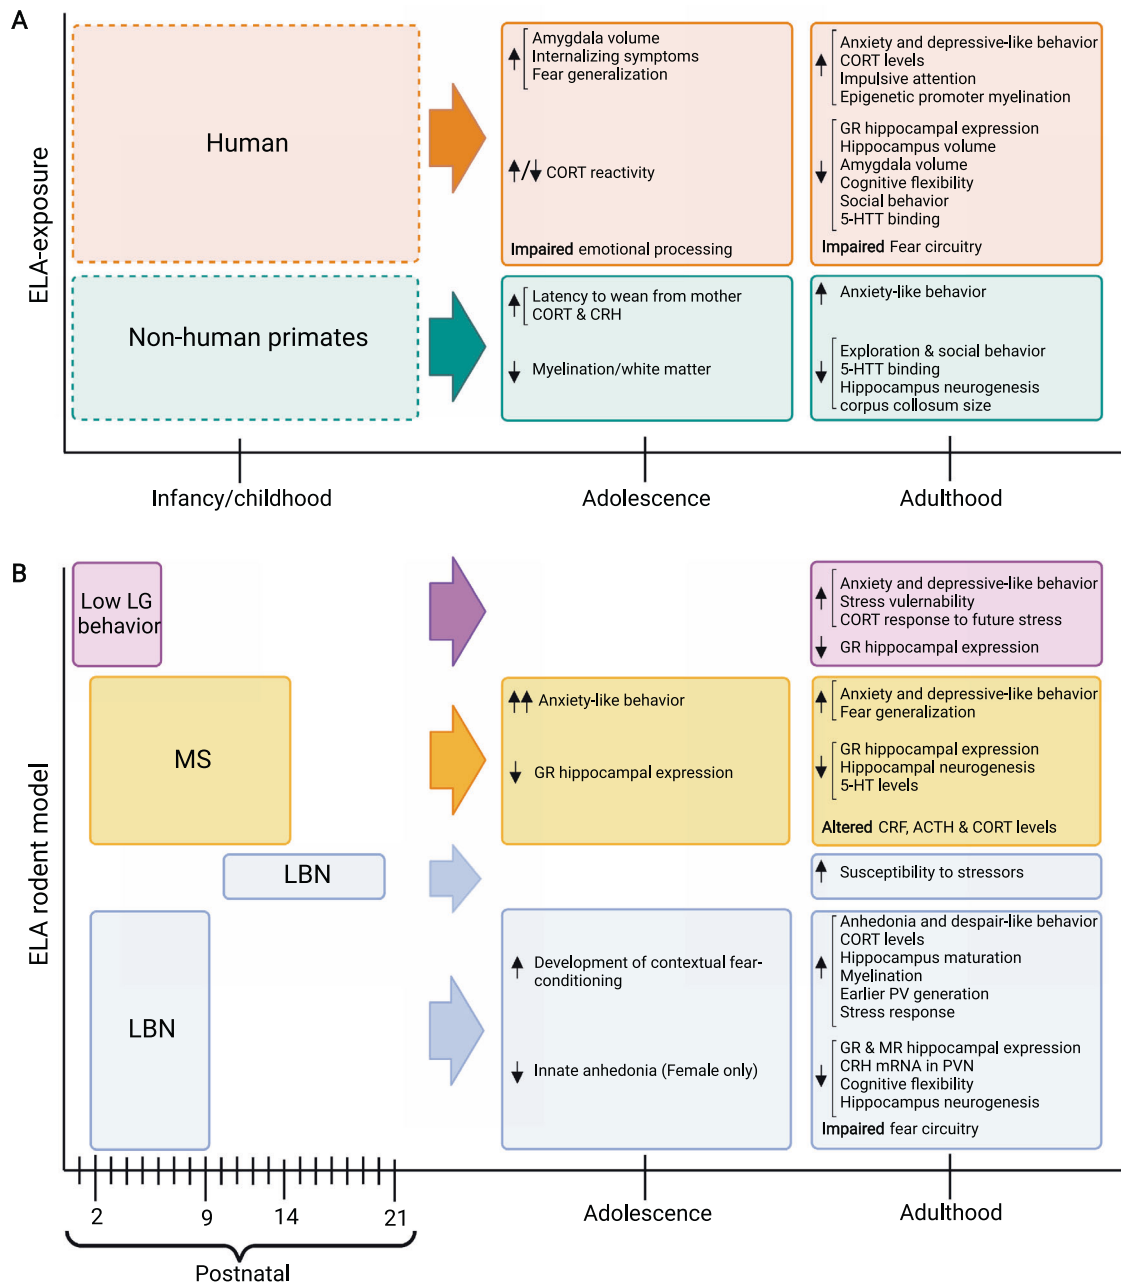 A
ELA-exposure
Human
Amygdala volume
Internalizing symptoms
Fear generalization
↑/↓ CORT reactivity
Impaired emotional processing
Anxiety and depressive-like behavior
CORT levels
Impulsive attention
Epigenetic promoter myelination
GR hippocampal expression
Hippocampus volume
Amygdala volume
Cognitive flexibility
Social behavior
5-HTT binding
Impaired Fear circuitry
Non-human primates
Latency to wean from mother
CORT & CRH
Myelination/white matter
Anxiety-like behavior
Exploration & social behavior
5-HTT binding
Hippocampus neurogenesis
corpus collosum size
Infancy/childhood
Adolescence
Adulthood
B
ELA rodent model
Low LG
behavior
Anxiety and depressive-like behavior
Stress vulernability
CORT response to future stress
GR hippocampal expression
MS
Anxiety-like behavior
GR hippocampal expression
Anxiety and depressive-like behavior
Fear generalization
GR hippocampal expression
Hippocampal neurogenesis
5-HT levels
Altered CRF, ACTH & CORT levels
LBN
Susceptibility to stressors
LBN
Development of contextual fear-
conditioning
Innate anhedonia (Female only)
Anhedonia and despair-like behavior
CORT levels
Hippocampus maturation
Myelination
Earlier PV generation
Stress response
GR & MR hippocampal expression
CRH mRNA in PVN
Cognitive flexibility
Hippocampus neurogenesis
Impaired fear circuitry
2
9
14
21
Postnatal
Adolescence
Adulthood